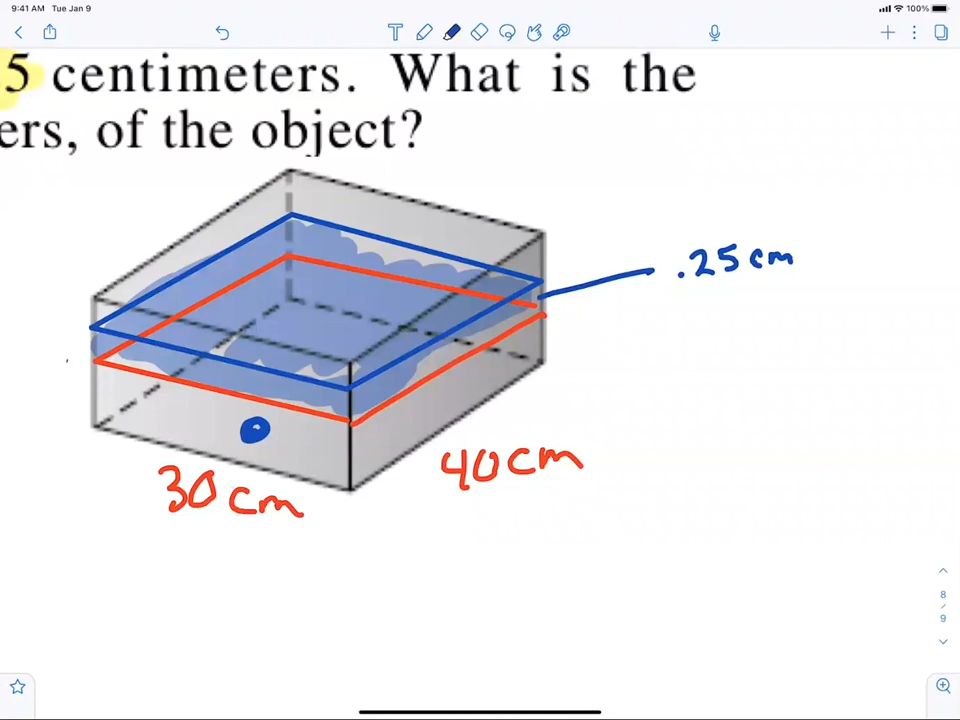 9:41 AM Tue Jan 9
100%
5 centimeters. What is the
ers, of the object?
.25 cm
40 cm
30 cm
8
9